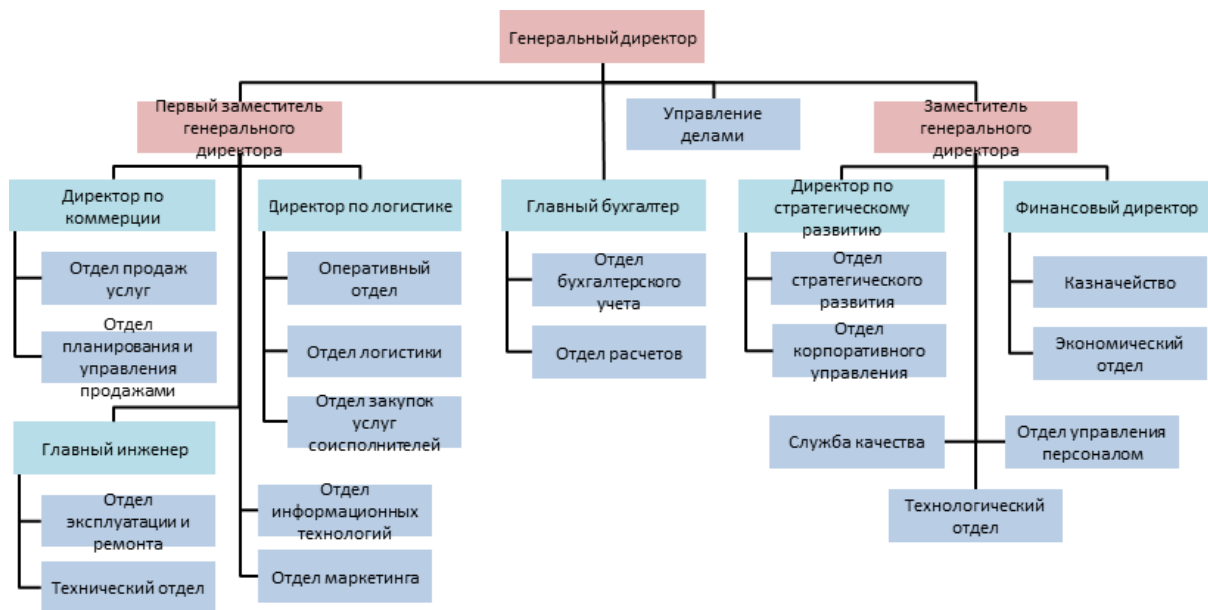 Генеральный директор
Первый заместитель
генерального
директора
Управление
делами
Заместитель
генерального
директора
Директор по
коммерции
Директор по логистике
Главный бухгалтер
Директор по
стратегическому
развитию
Финансовый директор
Отдел продаж
услуг
Оперативный
отдел
Отдел
бухгалтерского
учета
Отдел
стратегического
развития
Казначейство
Отдел
планирования и
управления
продажами
Отдел логистики
Отдел расчетов
Отдел
корпоративного
управления
Экономический
отдел
Отдел закупок
услуг
соисполнителей
Главный инженер
Служба качества
Отдел управления
персоналом
Отдел
эксплуатации и
ремонта
Отдел
информационных
технологий
Технологический
отдел
Технический отдел
Отдел маркетинга